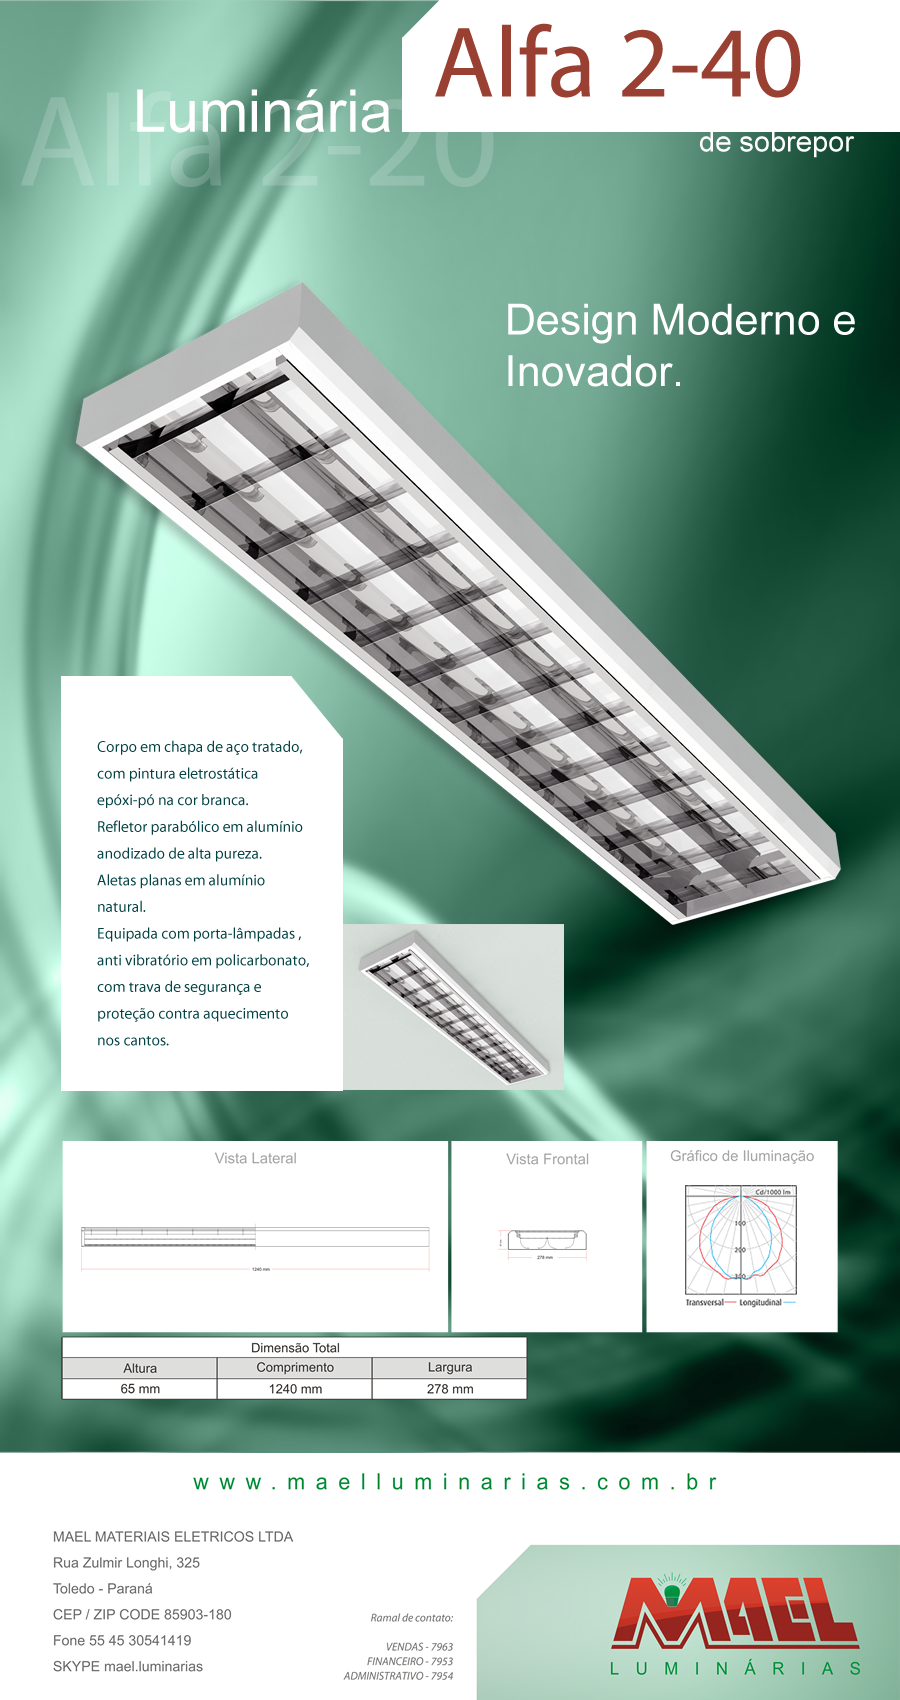 Alfa 2-40
Luminária
Alfa 2-20
de sobrepor
Design Moderno e
Inovador.
Corpo em chapa de aço tratado,
com pintura eletrostática
epóxi-pó na cor branca.
Refletor parabólico em alumínio
anodizado de alta pureza.
Aletas planas em alumínio
natural.
Equipada com porta-lâmpadas ,
anti vibratório em policarbonato,
com trava de segurança e
proteção contra aquecimento
nos cantos.
Vista Lateral
1240 mm
Vista Frontal
278 mm
Gráfico de Iluminação
Cd/1000 lm
100
200
300
Transversal Longitudinal
Dimensão Total
Altura Comprimento Largura
65 mm 1240 mm 278 mm
www.maelluminarias.com.br
MAEL MATERIAIS ELETRICOS LTDA
Rua Zulmir Longhi, 325
Toledo - Paraná
CEP / ZIP CODE 85903-180
Fone 55 45 30541419
SKYPE mael.luminarias
Ramal de contato:
VENDAS - 7963
FINANCEIRO - 7953
ADMINISTRATIVO - 7954
MAEL
LUMINÁRIAS